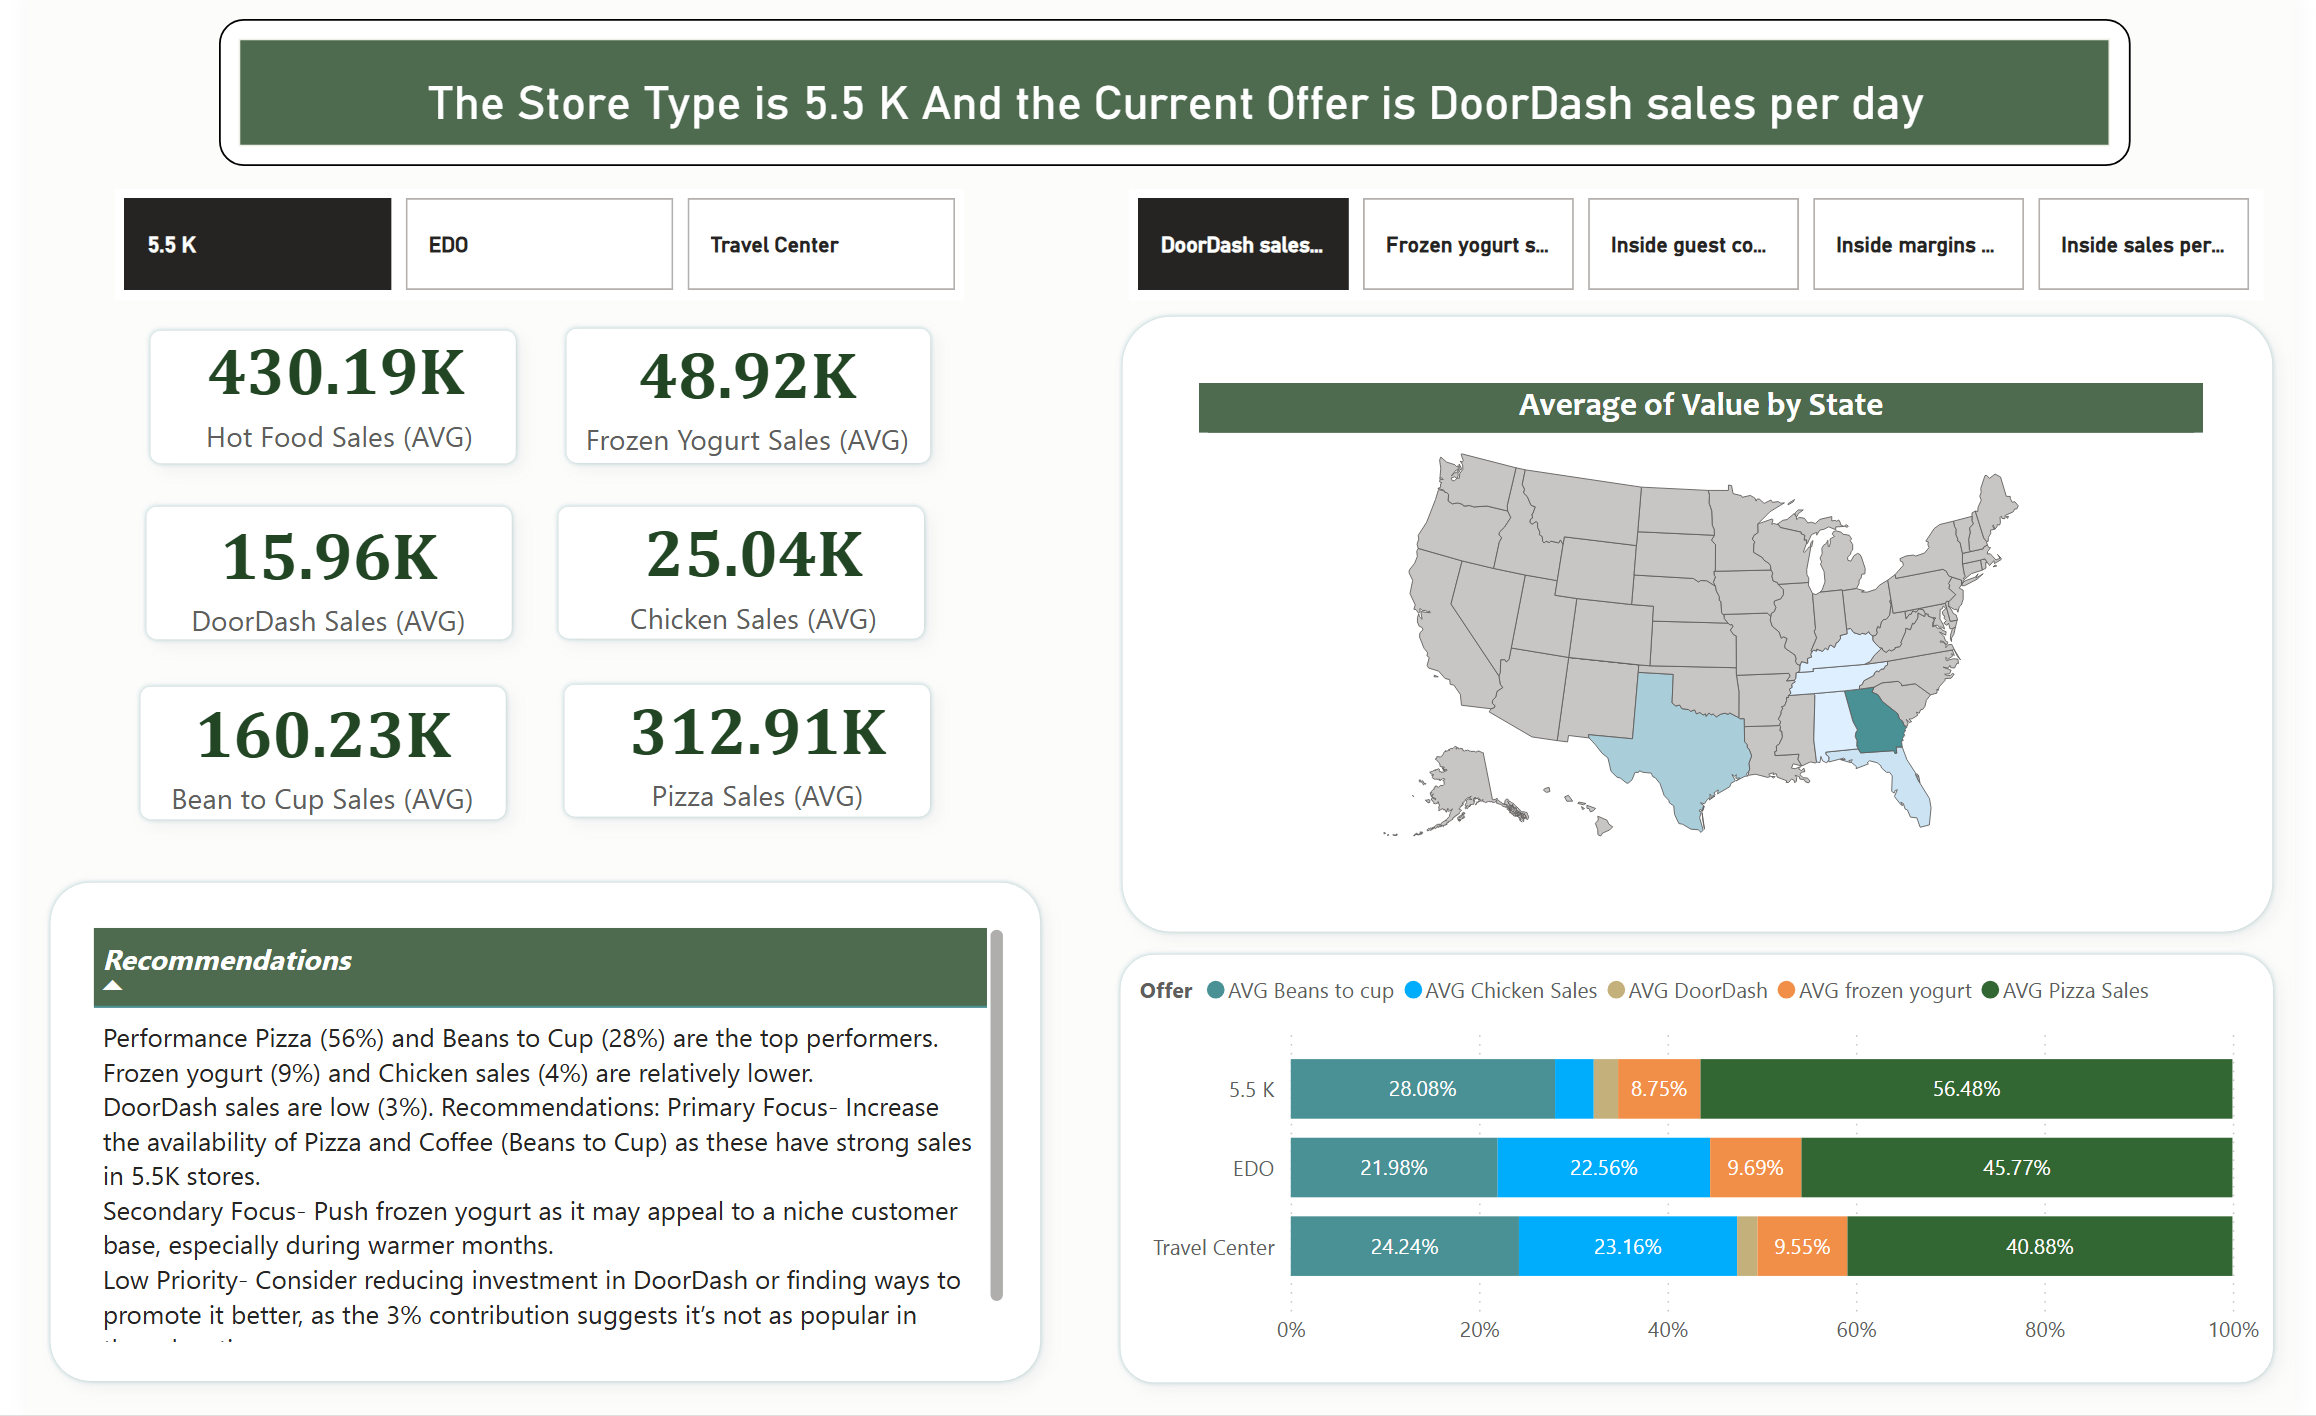 The Store Type is 5.5 K And the Current Offer is DoorDash sales per day
5.5 K
EDO
Travel Center
DoorDash sales...
Frozen yogurt s...
Inside guest co...
Inside margins ...
Inside sales per...
430.19K
Hot Food Sales (AVG)
48.92K
Frozen Yogurt Sales (AVG)
15.96K
DoorDash Sales (AVG)
25.04K
Chicken Sales (AVG)
160.23K
Bean to Cup Sales (AVG)
312.91K
Pizza Sales (AVG)
Average of Value by State
Recommendations
Performance Pizza (56%) and Beans to Cup (28%) are the top performers.
Frozen yogurt (9%) and Chicken sales (4%) are relatively lower.
DoorDash sales are low (3%). Recommendations: Primary Focus- Increase
the availability of Pizza and Coffee (Beans to Cup) as these have strong sales
in 5.5K stores.
Secondary Focus- Push frozen yogurt as it may appeal to a niche customer
base, especially during warmer months.
Low Priority- Consider reducing investment in DoorDash or finding ways to
promote it better, as the 3% contribution suggests it’s not as popular in
Offer AVG Beans to cup AVG Chicken Sales AVG DoorDash AVG frozen yogurt AVG Pizza Sales
5.5 K 28.08% 8.75% 56.48%
EDO 21.98% 22.56% 9.69% 45.77%
Travel Center 24.24% 23.16% 9.55% 40.88%
0% 20% 40% 60% 80% 100%